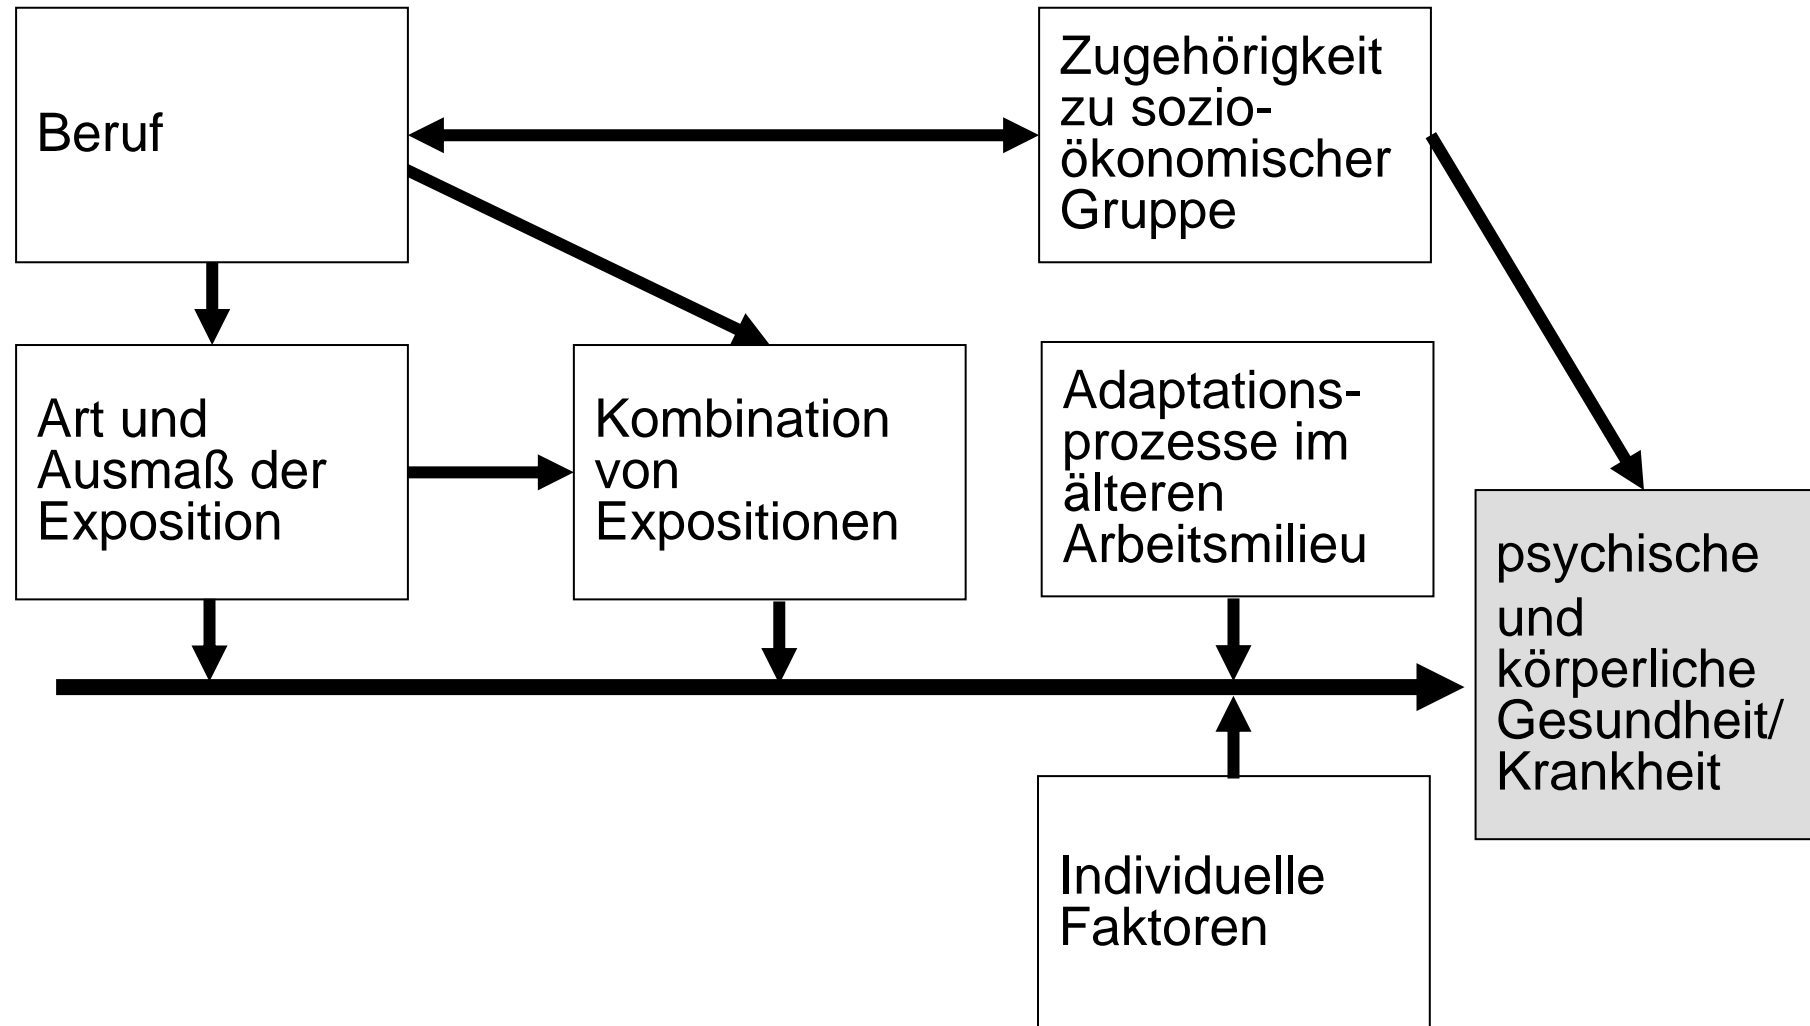 Beruf
Zugehörigkeit
zu sozio-
ökonomischer
Gruppe
Art und
Ausmaß der
Exposition
Kombination
von
Expositionen
Adaptations-
prozesse im
älteren
Arbeitsmilieu
psychische
und
körperliche
Gesundheit/
Krankheit
Individuelle
Faktoren